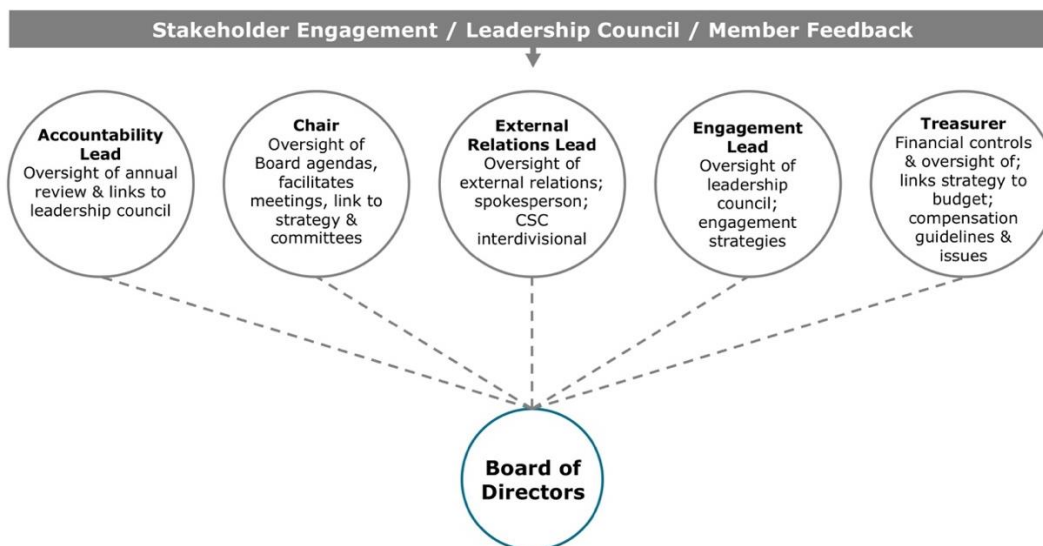 Stakeholder Engagement / Leadership Council / Member Feedback
Accountability
Lead
Oversight of annual
review & links to
leadership council
Chair
Oversight of
Board agendas,
facilitates
meetings, link to
strategy &
committees
External
Relations Lead
Oversight of
external relations;
spokesperson;
CSC
interdivisional
Engagement
Lead
Oversight of
leadership
council;
engagement
strategies
Treasurer
Financial controls
& oversight of;
links strategy to
budget;
compensation
guidelines &
issues
Board of
Directors